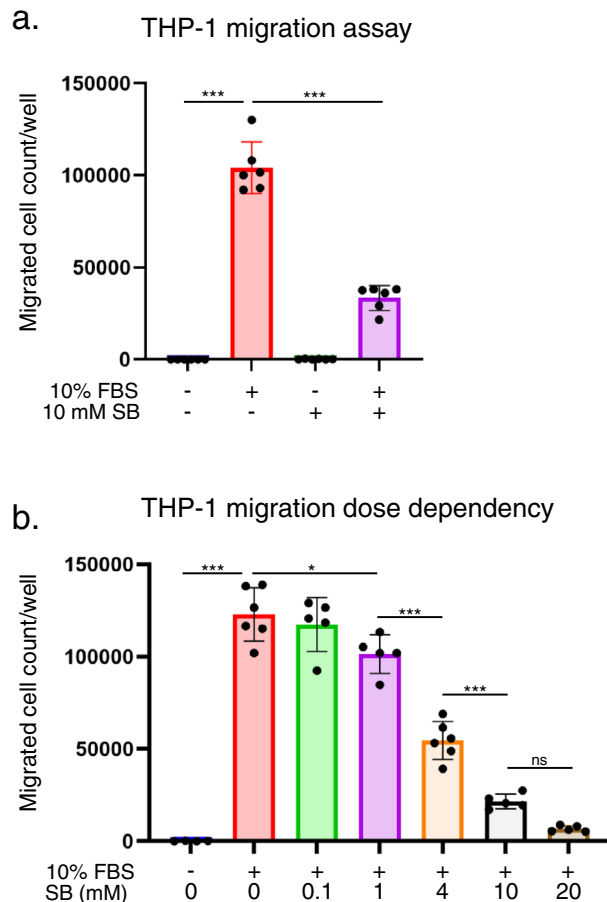 a.
THP-1 migration assay
Migrated cell count/well
150000
100000
50000
0
*** ***
10% FBS - + - +
10 mM SB - - + +
b.
THP-1 migration dose dependency
Migrated cell count/well
150000
100000
50000
0
*** *
***
***
ns
10% FBS - + + + + + +
SB (mM) 0 0 0.1 1 4 10 20